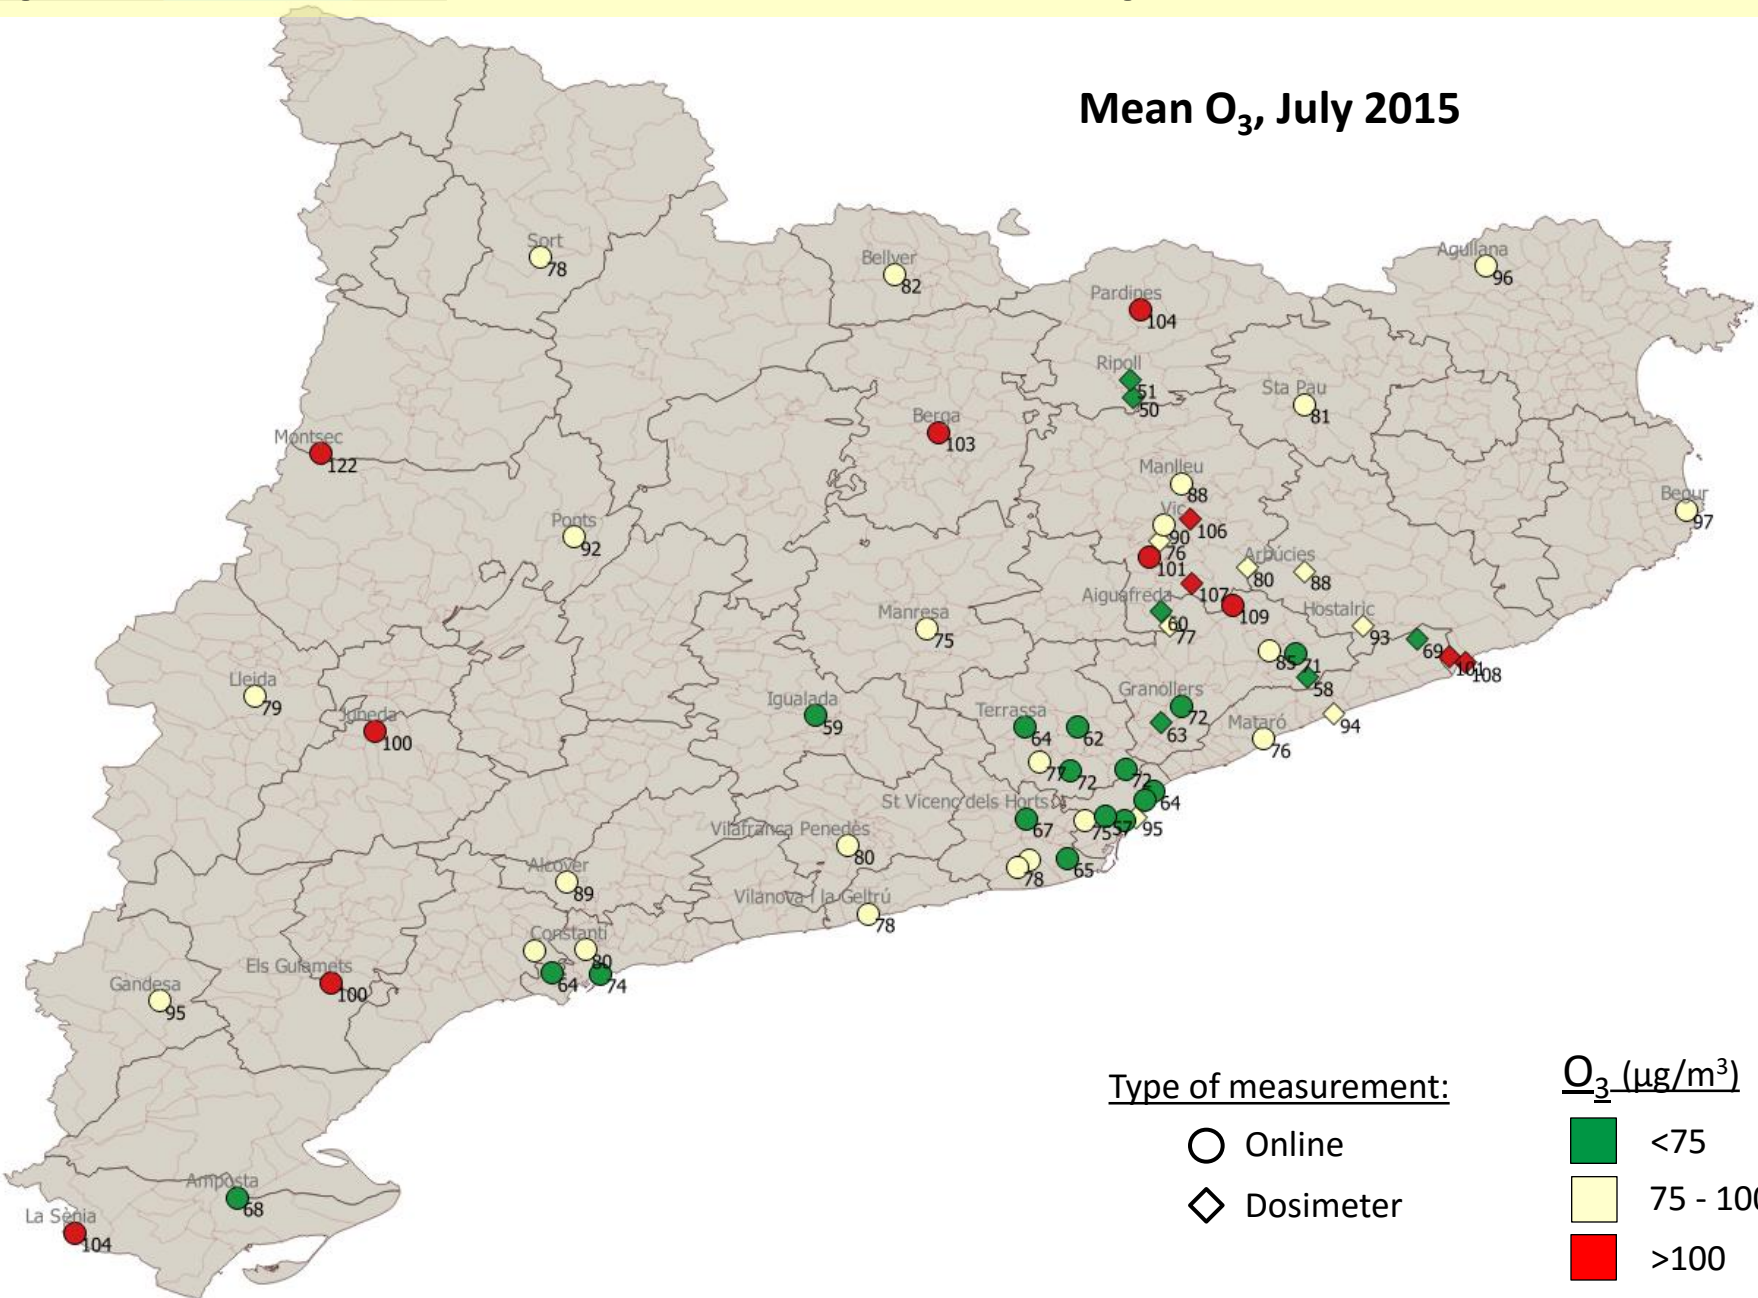 Mean O₃, July 2015
Sort
78
Bellver
82
Agullana
96
Pardines
104
Ripoll
51
50
Sta Pau
81
Berga
103
Montsec
122
Manlleu
88
Vic
106
90
76
101
Begur
97
Ponts
92
Arbúcies
80
88
107
Aiguafreda
109
60
77
Hostalric
93
Manresa
75
69
101
108
85
71
58
Lleida
79
Juneda
100
Igualada
59
Granollers
72
63
Terrassa
64
62
94
Mataró
76
77
72
72
64
St Vicenç dels Horts
67
75
57
95
Vilafranca Penedès
80
78
65
Alcover
89
Vilanova i la Geltrú
78
Constantí
80
64
74
Els Guiamets
100
Gandesa
95
Amposta
68
La Sènia
104
Type of measurement:
Online
Dosimeter
O₃ (µg/m³)
<75
75 - 100
>100